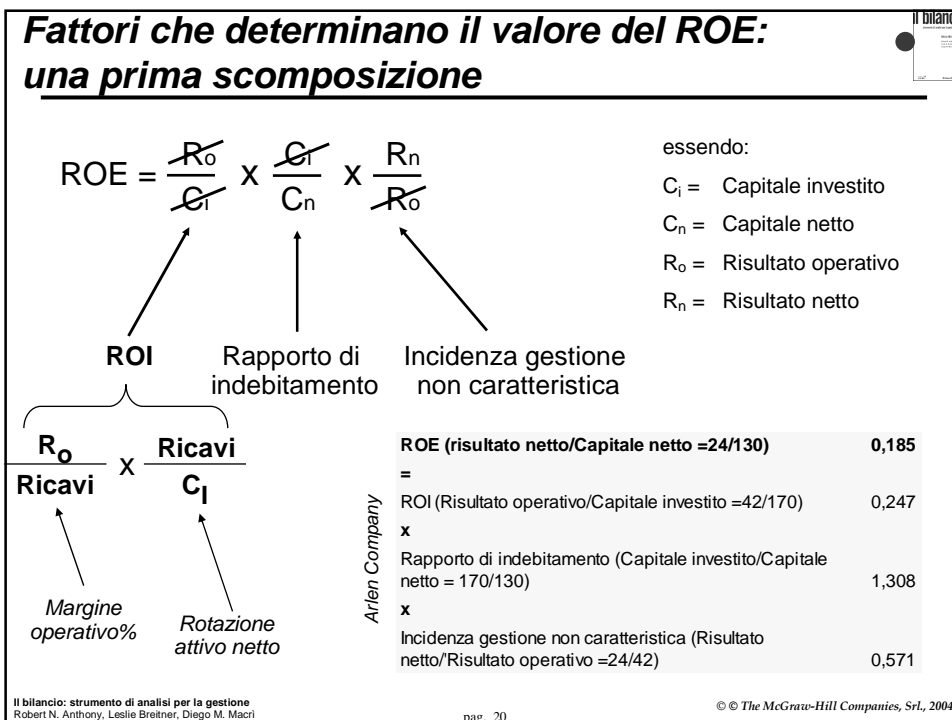 Fattori che determinano il valore del ROE:
una prima scomposizione
il bilancio
ROE = Ro/Ci x Ci/Cn x Rn/Ro
essendo:
Ci = Capitale investito
Cn = Capitale netto
Ro = Risultato operativo
Rn = Risultato netto
ROI
Rapporto di
indebitamento
Incidenza gestione
non caratteristica
Ro/Ricavi x Ricavi/CI
Margine
operativo%
Rotazione
attivo netto
Arlen Company
ROE (risultato netto/Capitale netto =24/130) 0,185
=
ROI (Risultato operativo/Capitale investito =42/170) 0,247
x
Rapporto di indebitamento (Capitale investito/Capitale
netto = 170/130) 1,308
x
Incidenza gestione non caratteristica (Risultato
netto/'Risultato operativo =24/42) 0,571
Il bilancio: strumento di analisi per la gestione
Robert N. Anthony, Leslie Breitner, Diego M. Macrì
pag. 20
© © The McGraw-Hill Companies, Srl., 2004